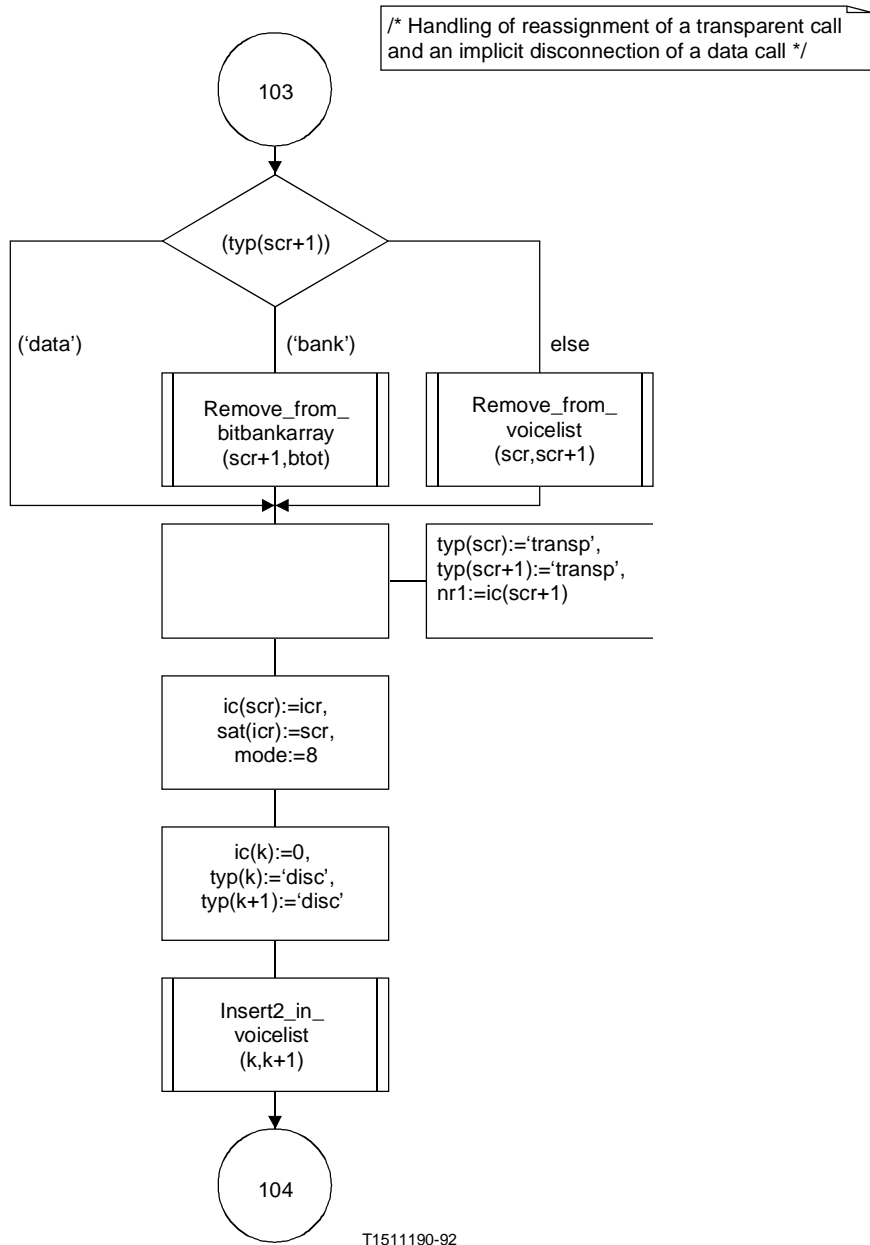 /* Handling of reassignment of a transparent call
and an implicit disconnection of a data call */
103
(typ(scr+1))
(‘data’)
(‘bank’)
else
Remove_from_
bitbankarray
(scr+1,btot)
Remove_from_
voicelist
(scr,scr+1)
typ(scr):=‘transp’,
typ(scr+1):=‘transp’,
nr1:=ic(scr+1)
ic(scr):=icr,
sat(icr):=scr,
mode:=8
ic(k):=0,
typ(k):=‘disc’,
typ(k+1):=‘disc’
Insert2_in_
voicelist
(k,k+1)
104
T1511190-92